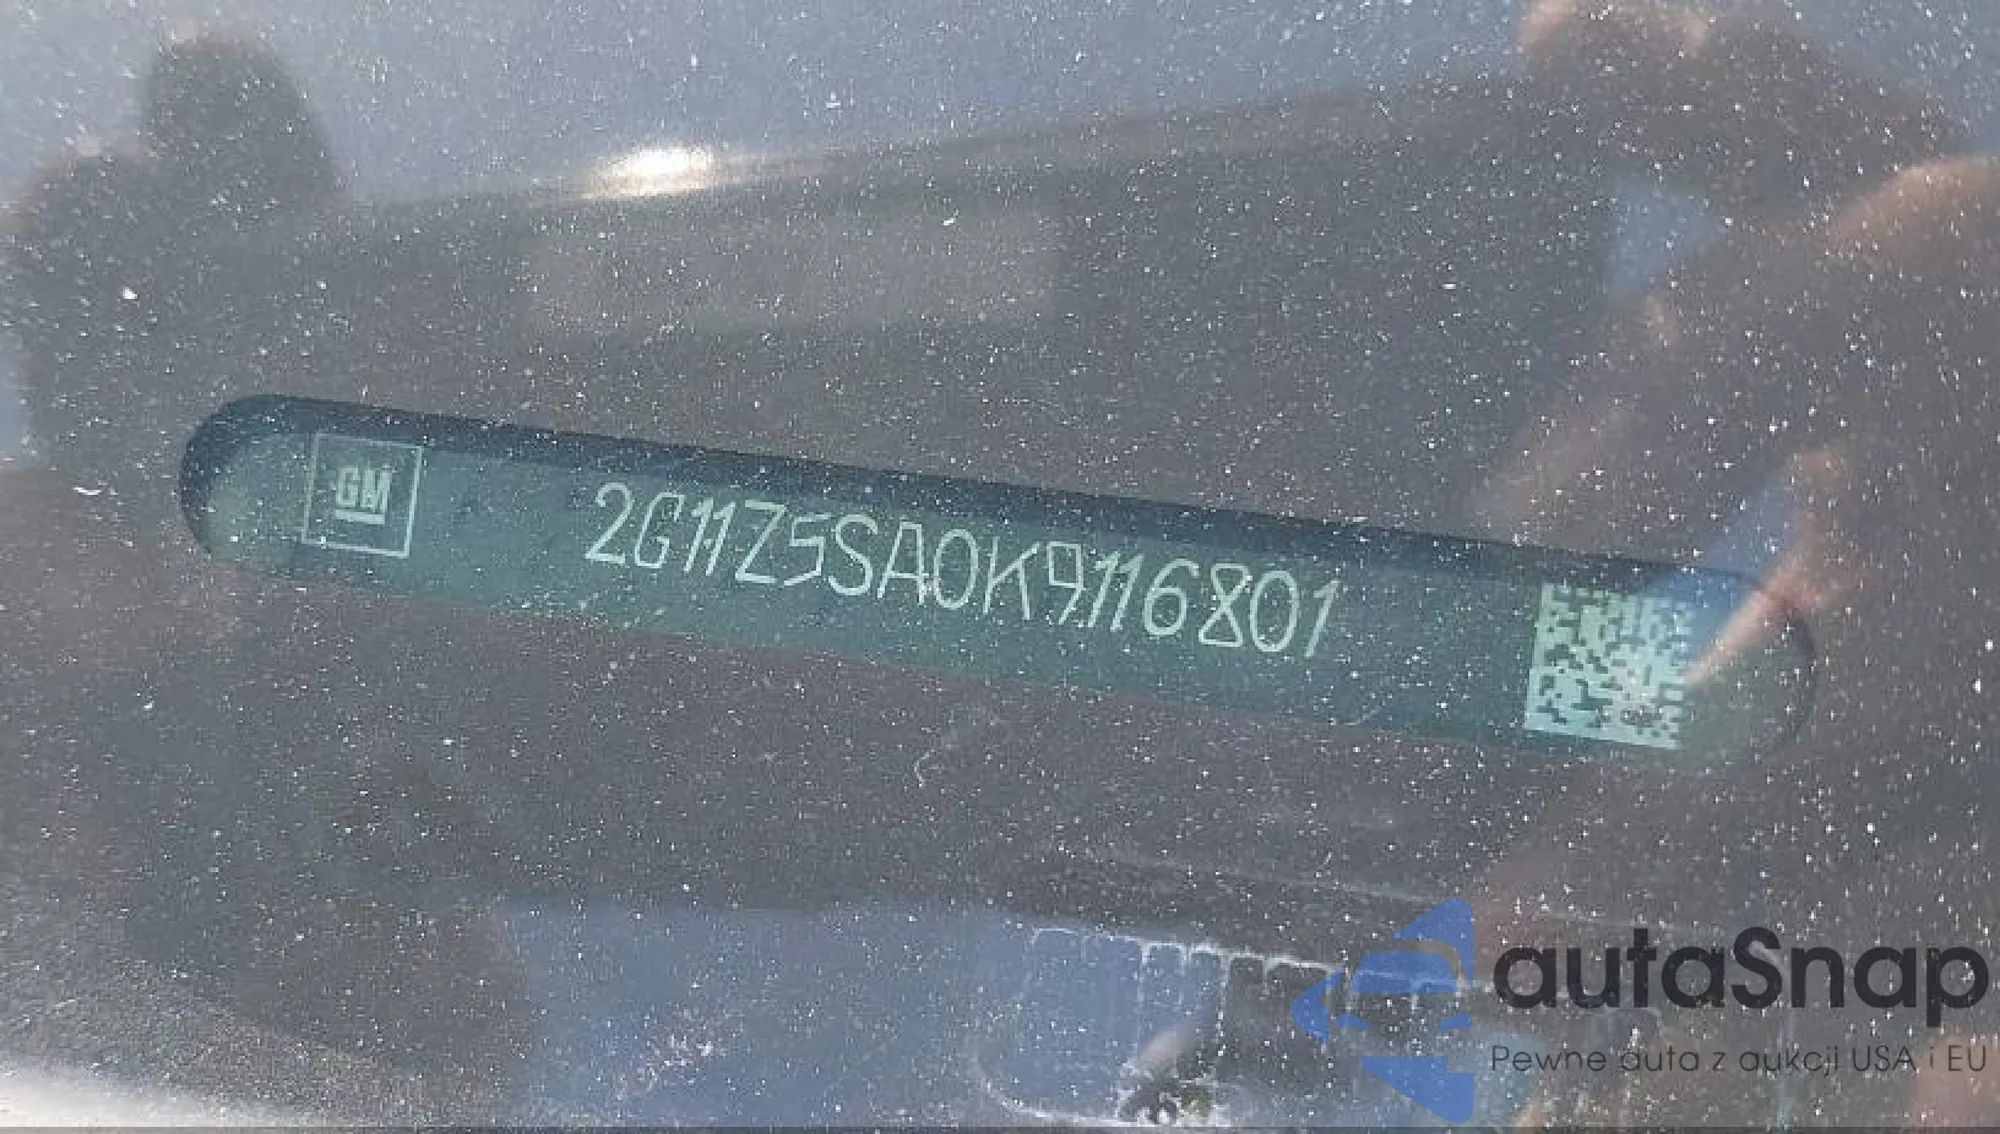 GM
2G11Z5SA0K9116801
autaSnap
Pewne auta z aukcji USA i EU